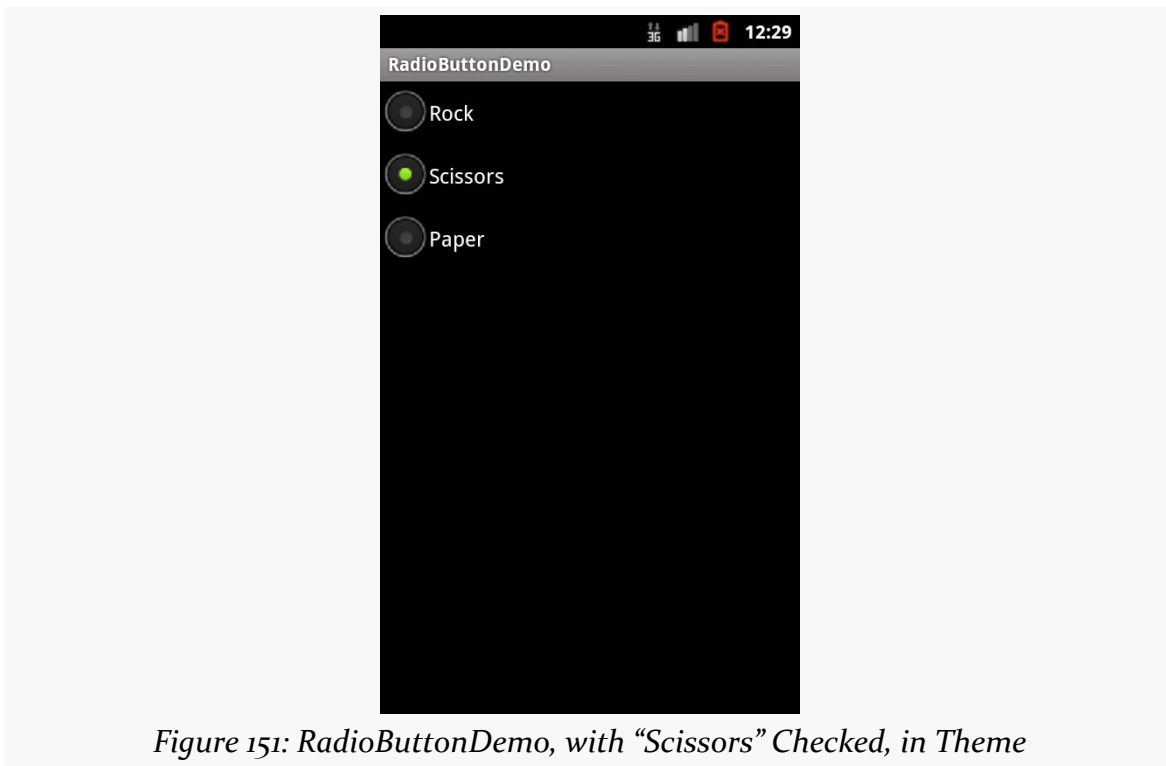 3G 12:29
RadioButtonDemo
Rock
Scissors
Paper
Figure 151: RadioButtonDemo, with “Scissors” Checked, in Theme